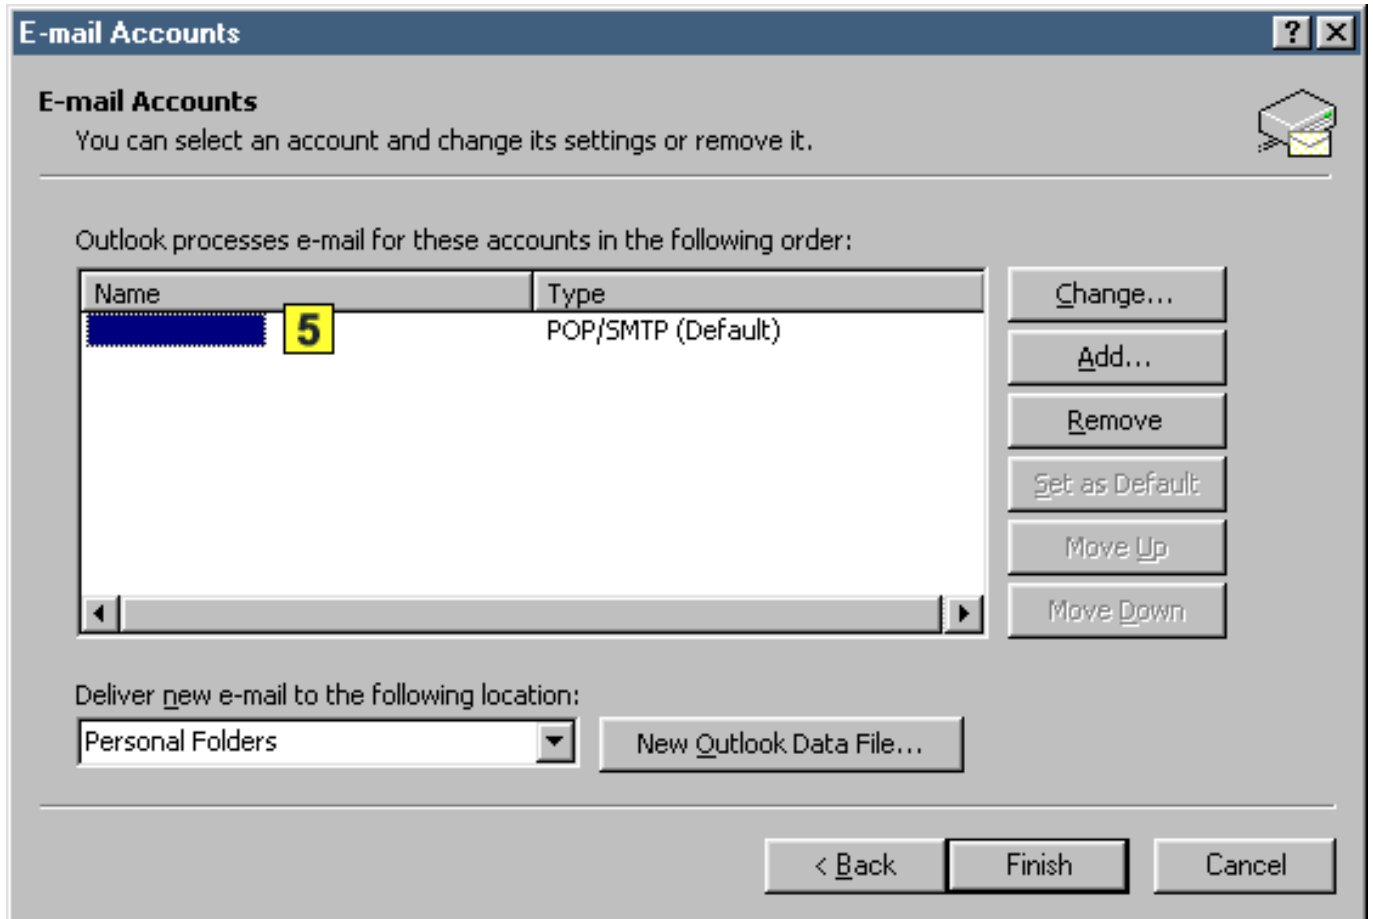 E-mail Accounts
?
E-mail Accounts
You can select an account and change its settings or remove it.
Outlook processes e-mail for these accounts in the following order:
Name Type
5 POP/SMTP (Default)
Change...
Add...
Remove
Set as Default
Move Up
Move Down
Deliver new e-mail to the following location:
Personal Folders
New Outlook Data File...
< Back Finish Cancel